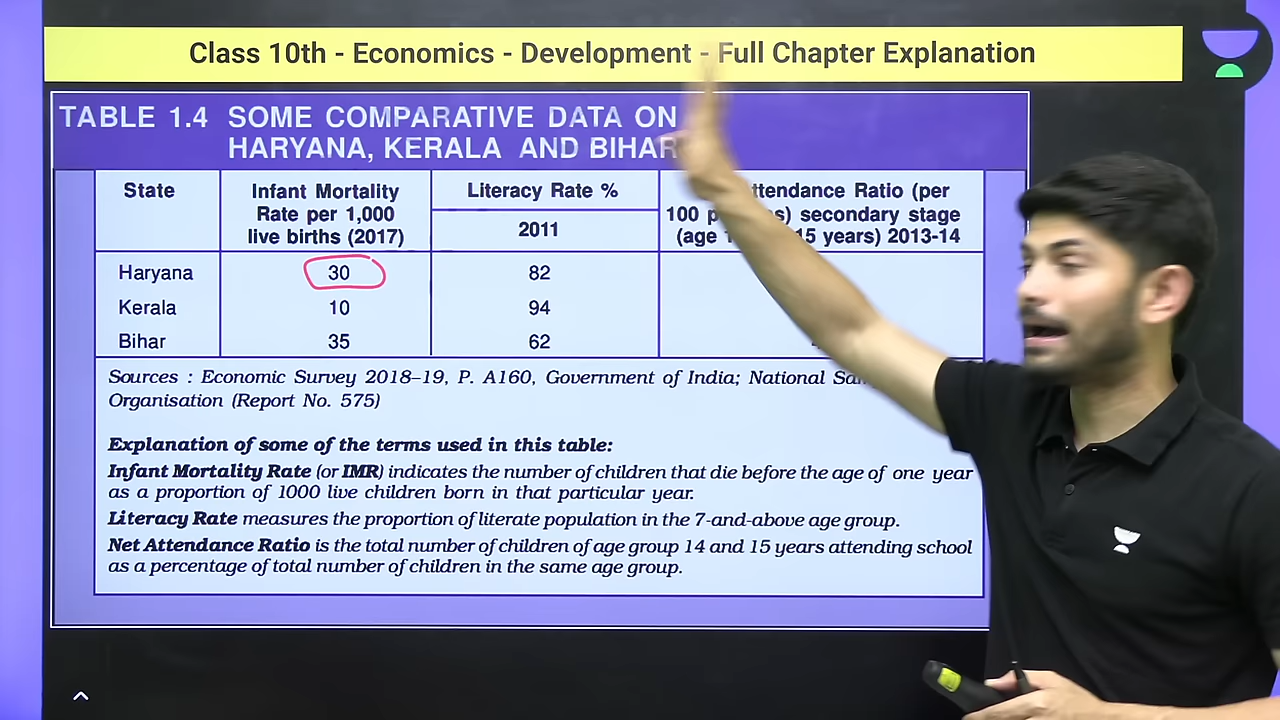 Class 10th - Economics - Development - Full Chapter Explanation
TABLE 1.4 SOME COMPARATIVE DATA ON
HARYANA, KERALA AND BIHAR
State
Infant Mortality
Rate per 1,000
live births (2017)
Literacy Rate %
2011
Attendance Ratio (per
100 secondary stage
(age 15 years) 2013-14
Haryana 30 82
Kerala 10 94
Bihar 35 62
Sources : Economic Survey 2018–19, P. A160, Government of India; National
Organisation (Report No. 575)
Explanation of some of the terms used in this table:
Infant Mortality Rate (or IMR) indicates the number of children that die before the age of one year
as a proportion of 1000 live children born in that particular year.
Literacy Rate measures the proportion of literate population in the 7-and-above age group.
Net Attendance Ratio is the total number of children of age group 14 and 15 years attending school
as a percentage of total number of children in the same age group.